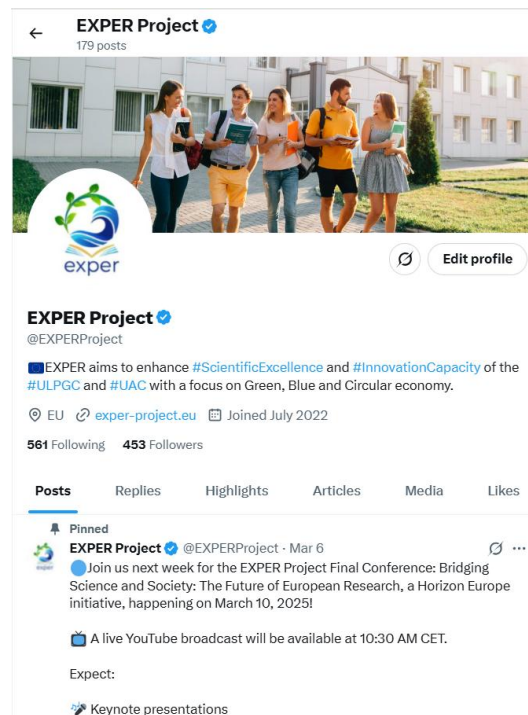 EXPER Project
179 posts
exper
Edit profile
EXPER Project
@EXPERProject
EXPER aims to enhance #ScientificExcellence and #InnovationCapacity of the
#ULPGC and #UAC with a focus on Green, Blue and Circular economy.
EU exper-project.eu Joined July 2022
561 Following 453 Followers
Posts Replies Highlights Articles Media Likes
Pinned
EXPER Project @EXPERProject · Mar 6
Join us next week for the EXPER Project Final Conference: Bridging
Science and Society: The Future of European Research, a Horizon Europe
initiative, happening on March 10, 2025!
A live YouTube broadcast will be available at 10:30 AM CET.
Expect:
Keynote presentations